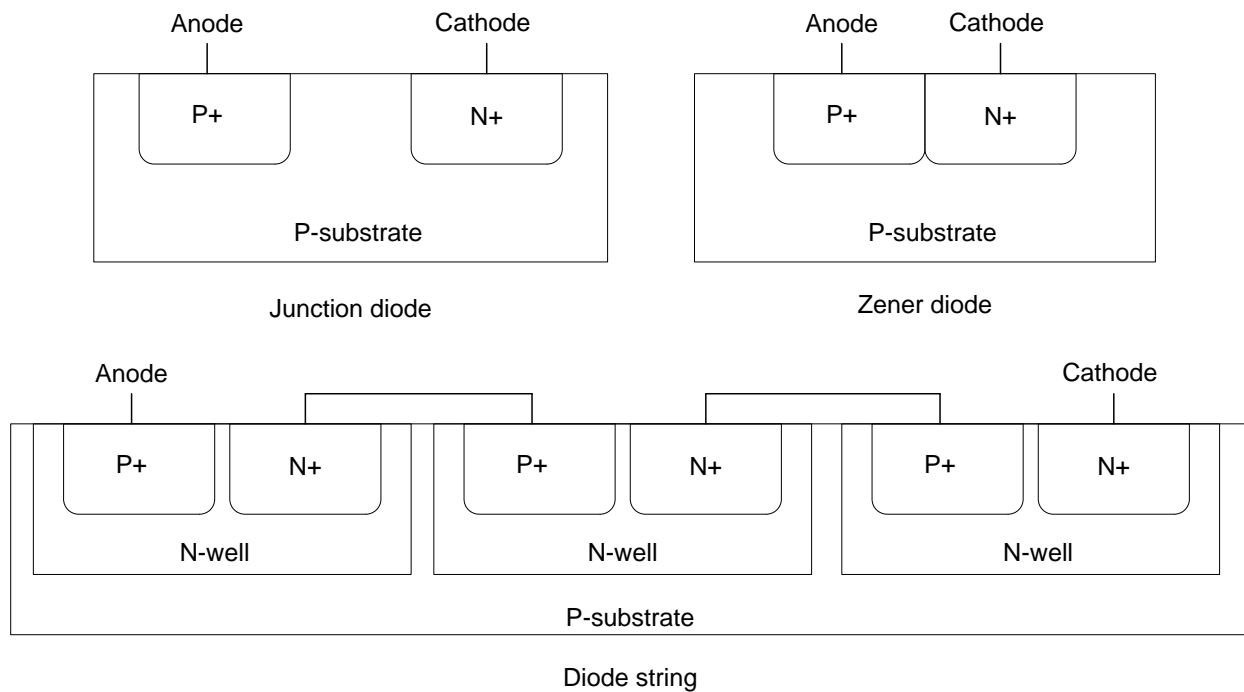 Anode Cathode Anode Cathode
P+ N+ P+ N+
P-substrate P-substrate
Junction diode Zener diode
Anode Cathode
P+ N+ P+ N+ P+ N+
N-well N-well N-well
P-substrate
Diode string